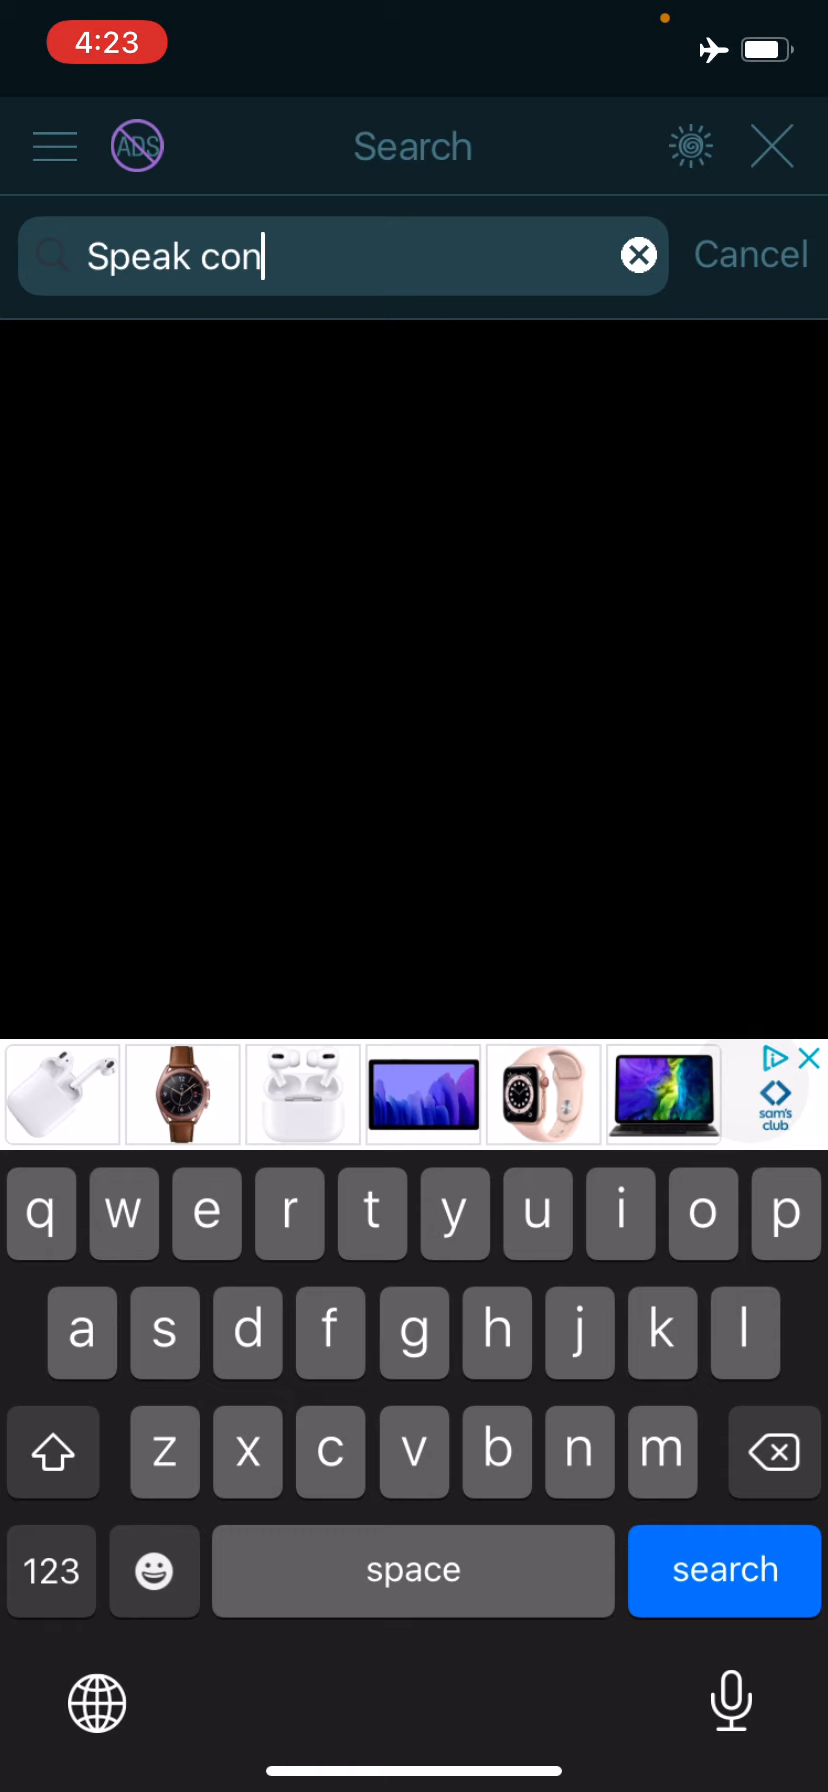 4:23
ADS
Search
Speak con
Cancel
sam's
club
q w e r t y u i o p
a s d f g h j k l
z x c v b n m
123
space
search